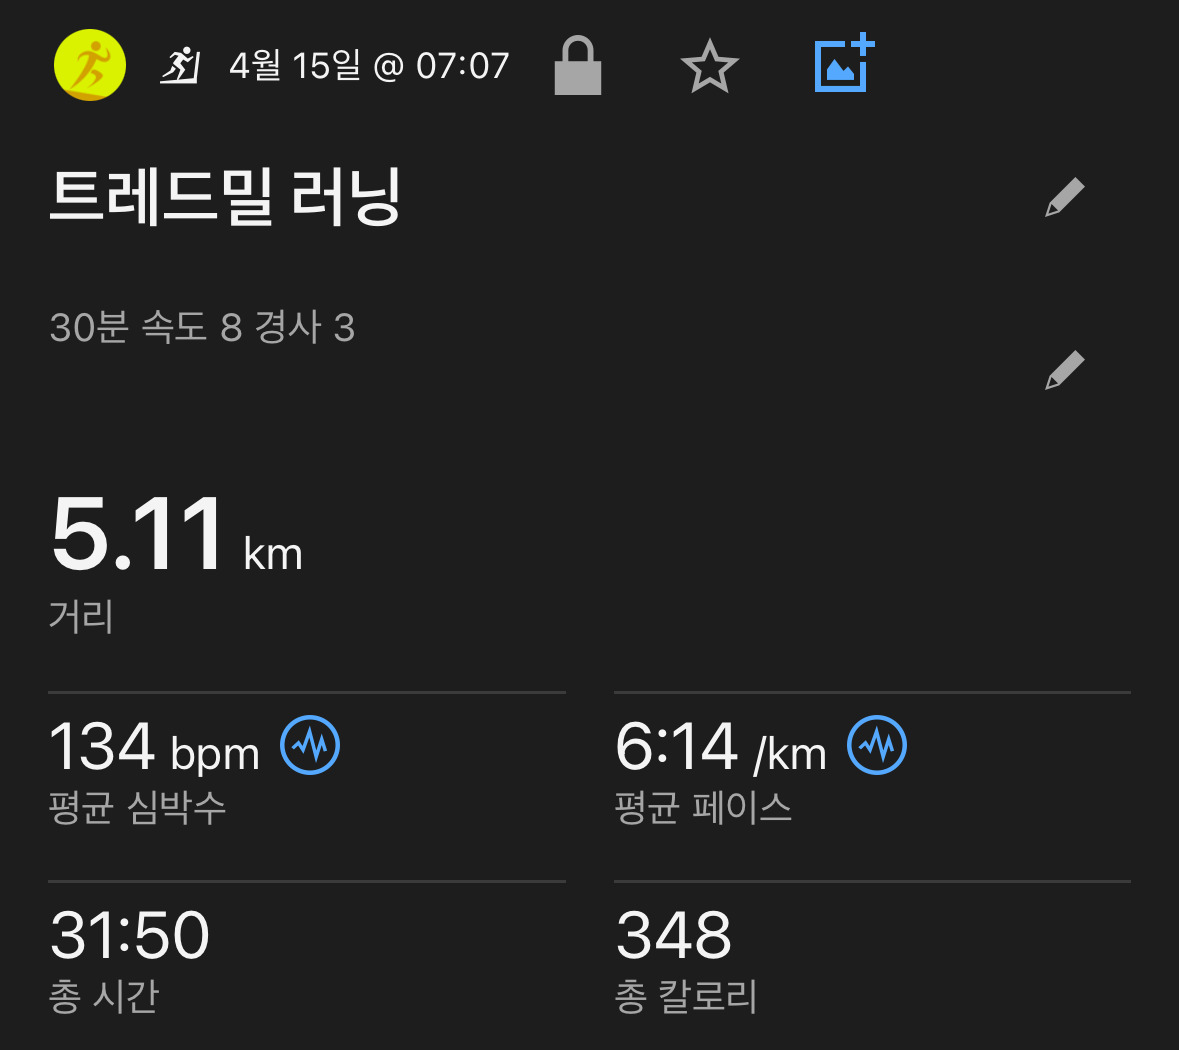 4월 15일 @ 07:07
트레드밀 러닝
30분 속도 8 경사 3
5.11 km
거리
134 bpm
평균 심박수
6:14 /km
평균 페이스
31:50
총 시간
348
총 칼로리